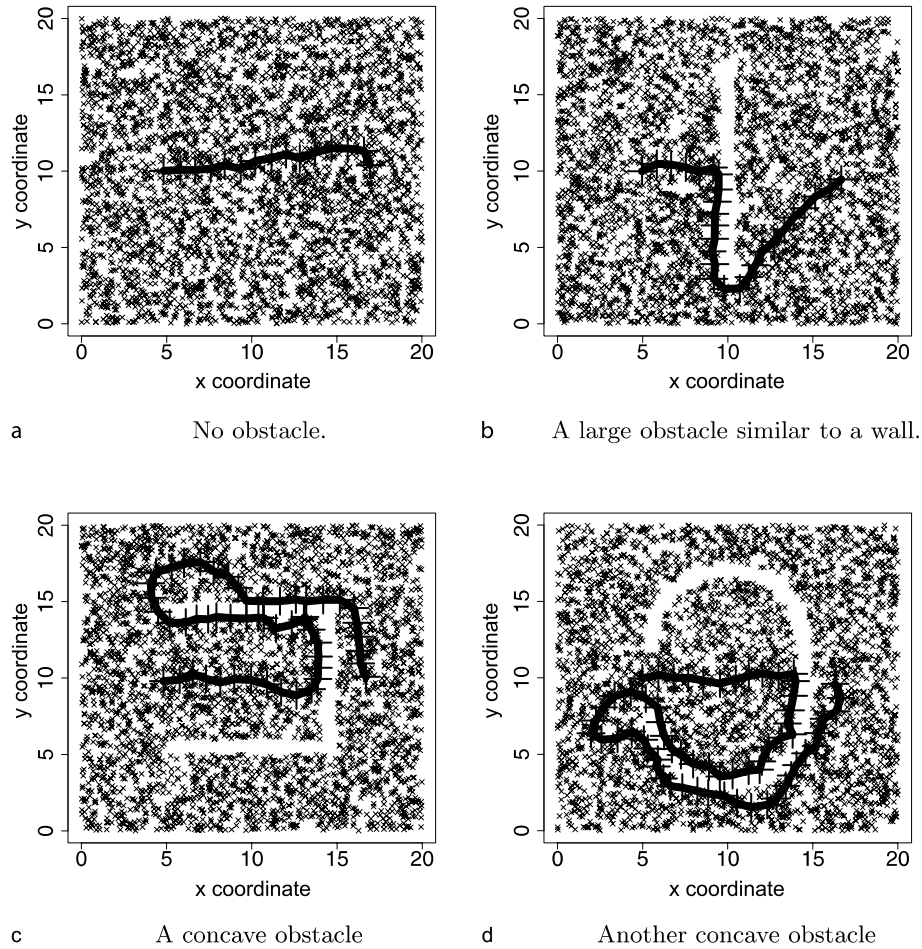 20
15
10
5
0
y coordinate
0 5 10 15 20
x coordinate
a No obstacle.
20
15
10
5
0
y coordinate
0 5 10 15 20
x coordinate
b A large obstacle similar to a wall.
20
15
10
5
0
y coordinate
0 5 10 15 20
x coordinate
c A concave obstacle
20
15
10
5
0
y coordinate
0 5 10 15 20
x coordinate
d Another concave obstacle